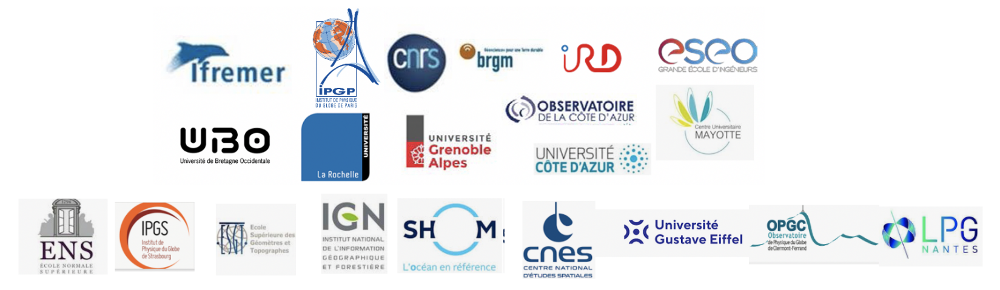 Ifremer
IPGP
INSTITUT DE PHYSIQUE
DU GLOBE DE PARIS
cnrs
Géosciences pour une Terre durable
brgm
iRD
eseo
GRANDE ÉCOLE D'INGÉNIEURS
UBO
Université de Bretagne Occidentale
La Rochelle
UNIVERSITÉ
UNIVERSITÉ
Grenoble
Alpes
OBSERVATOIRE
DE LA CÔTE D'AZUR
UNIVERSITÉ
CÔTE D'AZUR
Centre Universitaire
MAYOTTE
1794
ENS
ÉCOLE NORMALE
SUPÉRIEURE
IPGS
Institut de
Physique du Globe
de Strasbourg
ESGT
Ecole
Supérieure des
Géomètres et
Topographes
IGN
INSTITUT NATIONAL
DE L'INFORMATION
GÉOGRAPHIQUE
ET FORESTIÈRE
SHOM
L'océan en référence
cnes
CENTRE NATIONAL
D'ÉTUDES SPATIALES
Université
Gustave Eiffel
OPGC
Observatoire
de Physique du Globe
de Clermont-Ferrand
LPG
NANTES